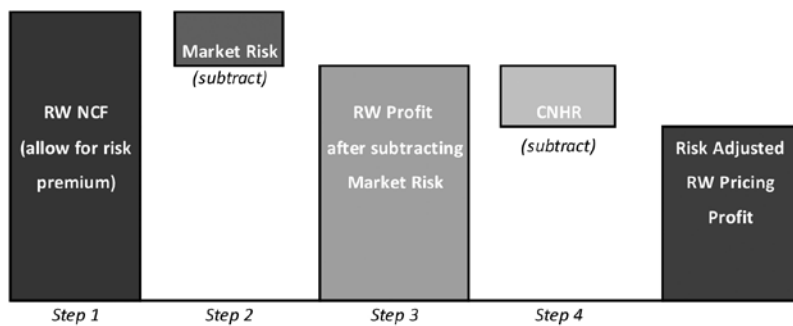 RW NCF
(allow for risk
premium)
Market Risk
(subtract)
RW Profit
after subtracting
Market Risk
CNHR
(subtract)
Risk Adjusted
RW Pricing
Profit
Step 1
Step 2
Step 3
Step 4